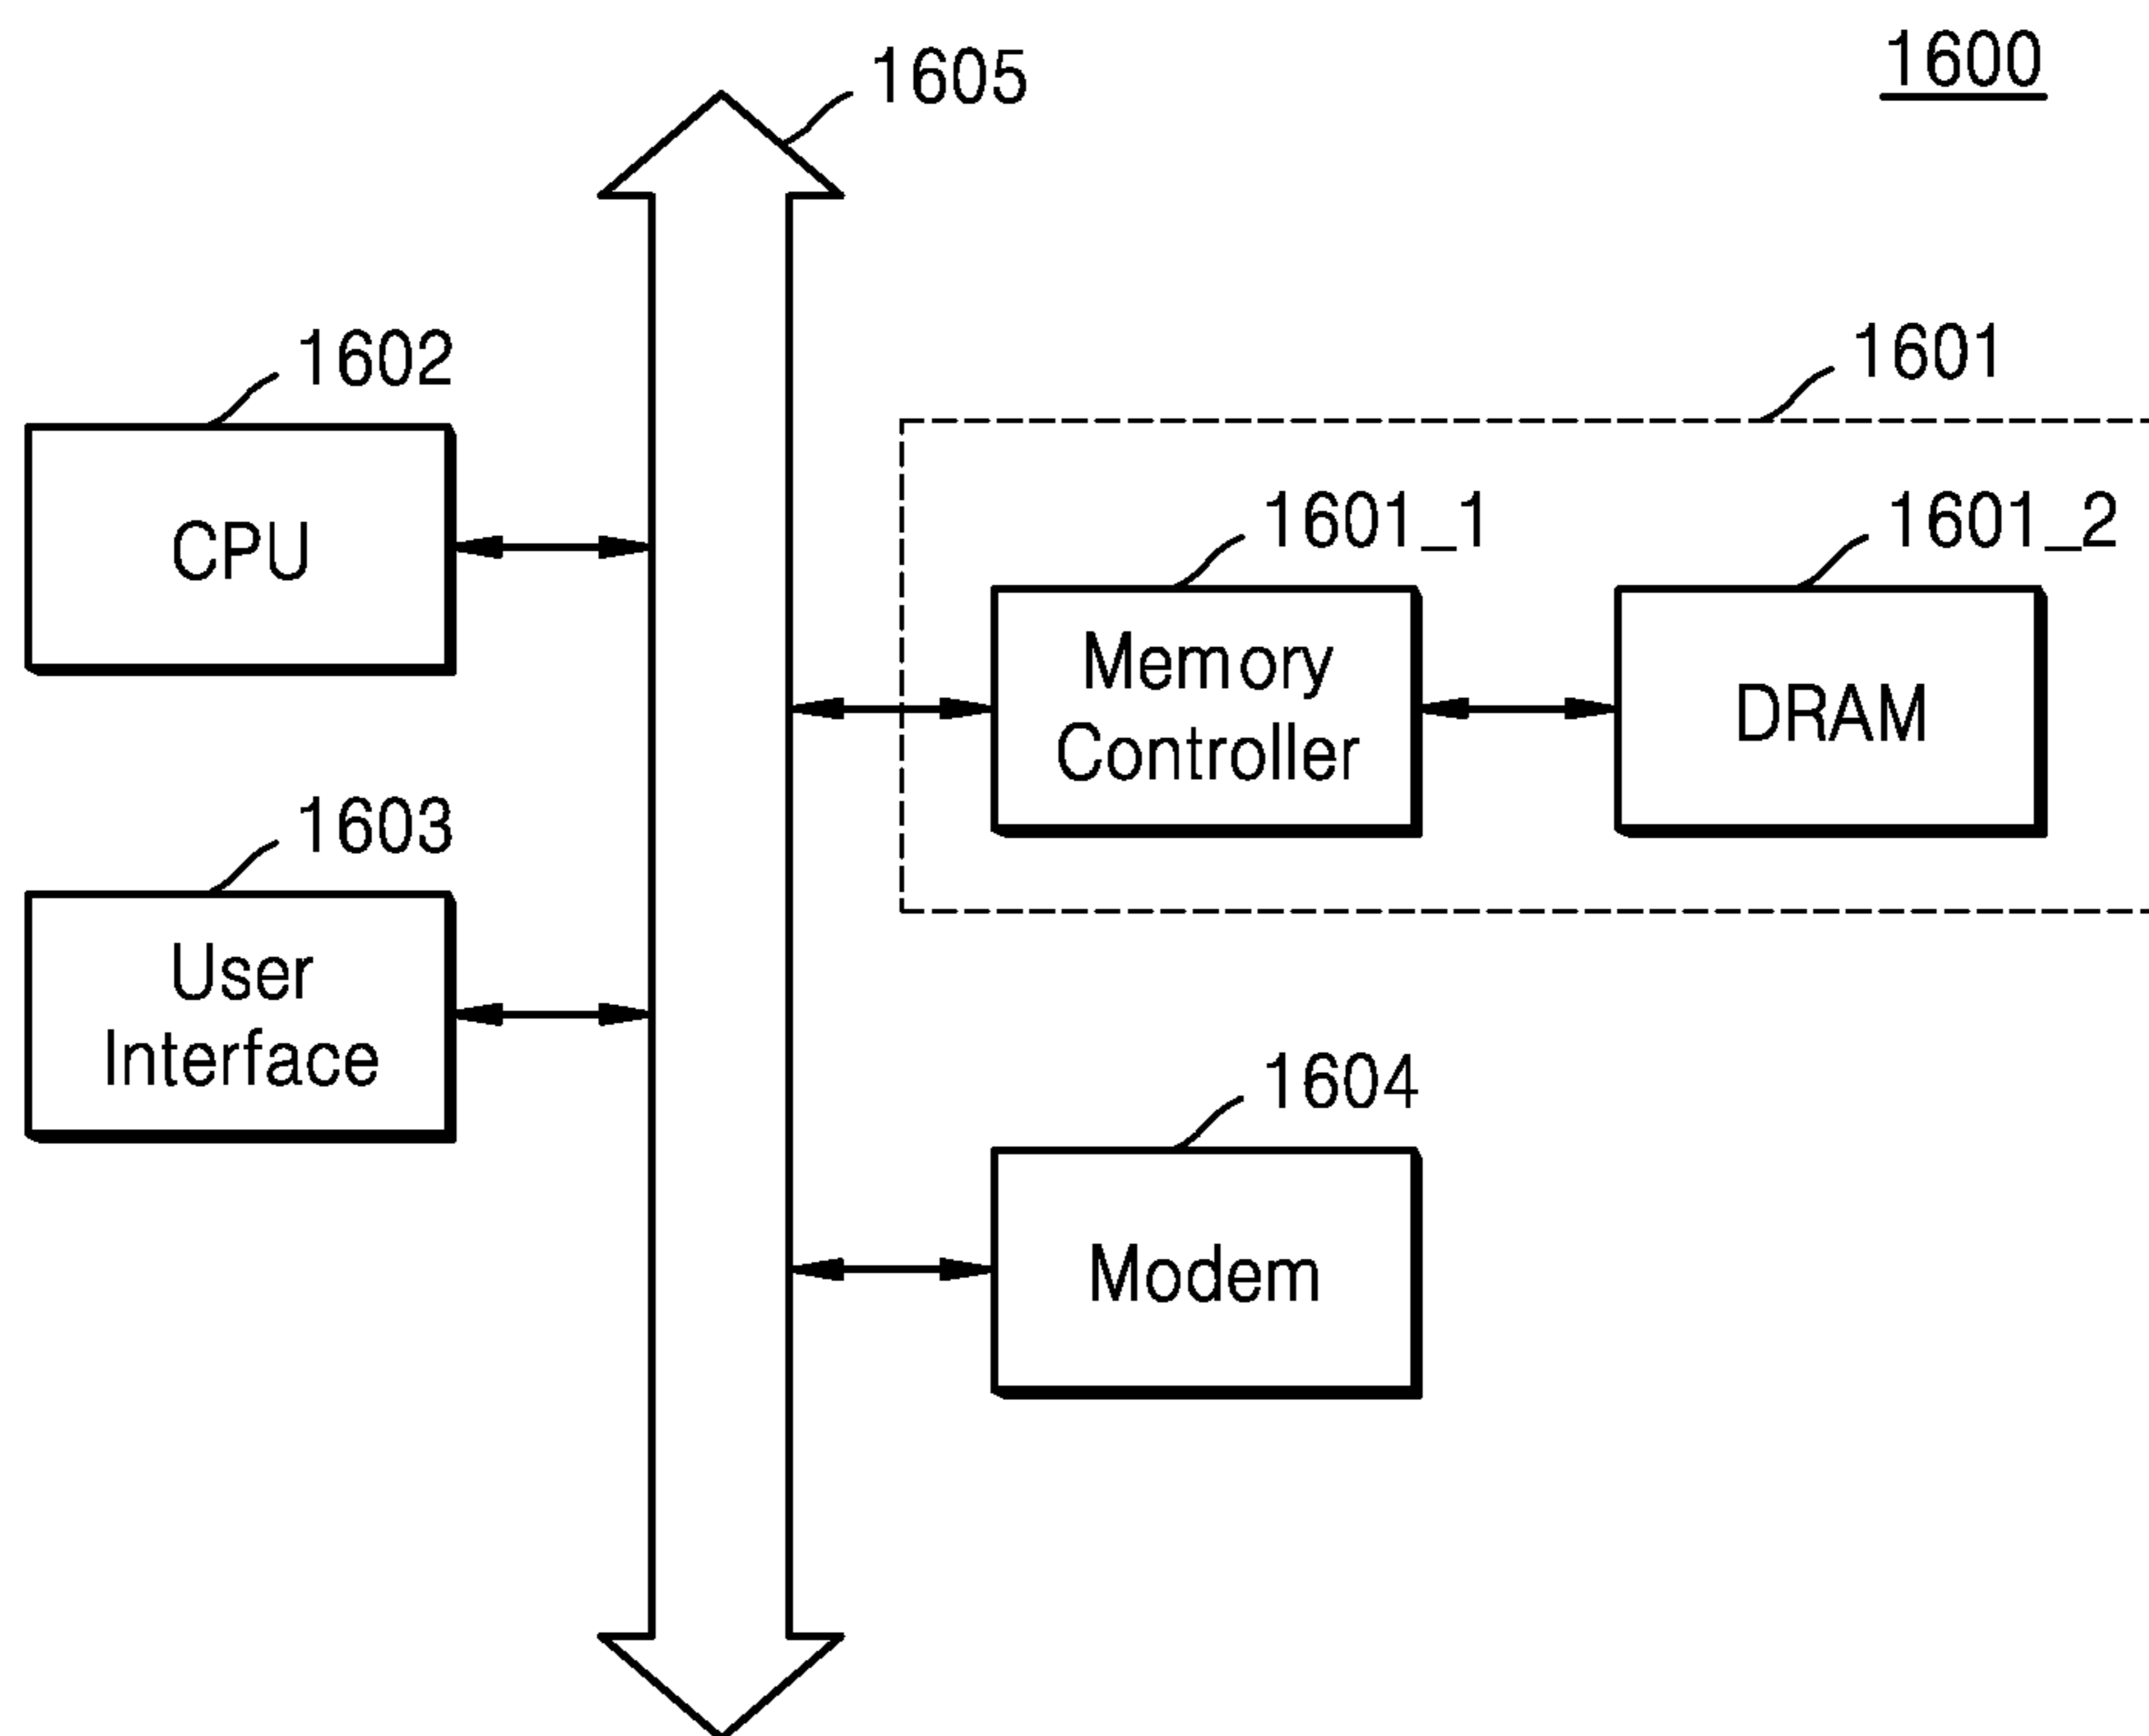 1605
1600
1602
CPU
1601
1601_1
1601_2
Memory
Controller
DRAM
1603
User
Interface
1604
Modem